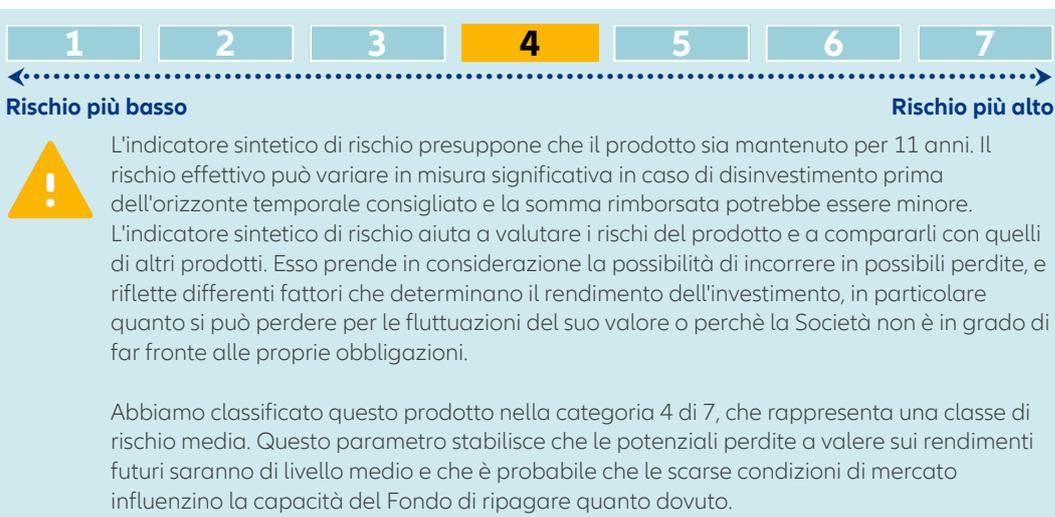 1 2 3 4 5 6 7
Rischio più basso Rischio più alto
L'indicatore sintetico di rischio presuppone che il prodotto sia mantenuto per 11 anni. Il
rischio effettivo può variare in misura significativa in caso di disinvestimento prima
dell'orizzonte temporale consigliato e la somma rimborsata potrebbe essere minore.
L'indicatore sintetico di rischio aiuta a valutare i rischi del prodotto e a compararli con quelli
di altri prodotti. Esso prende in considerazione la possibilità di incorrere in possibili perdite, e
riflette differenti fattori che determinano il rendimento dell'investimento, in particolare
quanto si può perdere per le fluttuazioni del suo valore o perchè la Società non è in grado di
far fronte alle proprie obbligazioni.
Abbiamo classificato questo prodotto nella categoria 4 di 7, che rappresenta una classe di
rischio media. Questo parametro stabilisce che le potenziali perdite a valere sui rendimenti
futuri saranno di livello medio e che è probabile che le scarse condizioni di mercato
influenzino la capacità del Fondo di ripagare quanto dovuto.